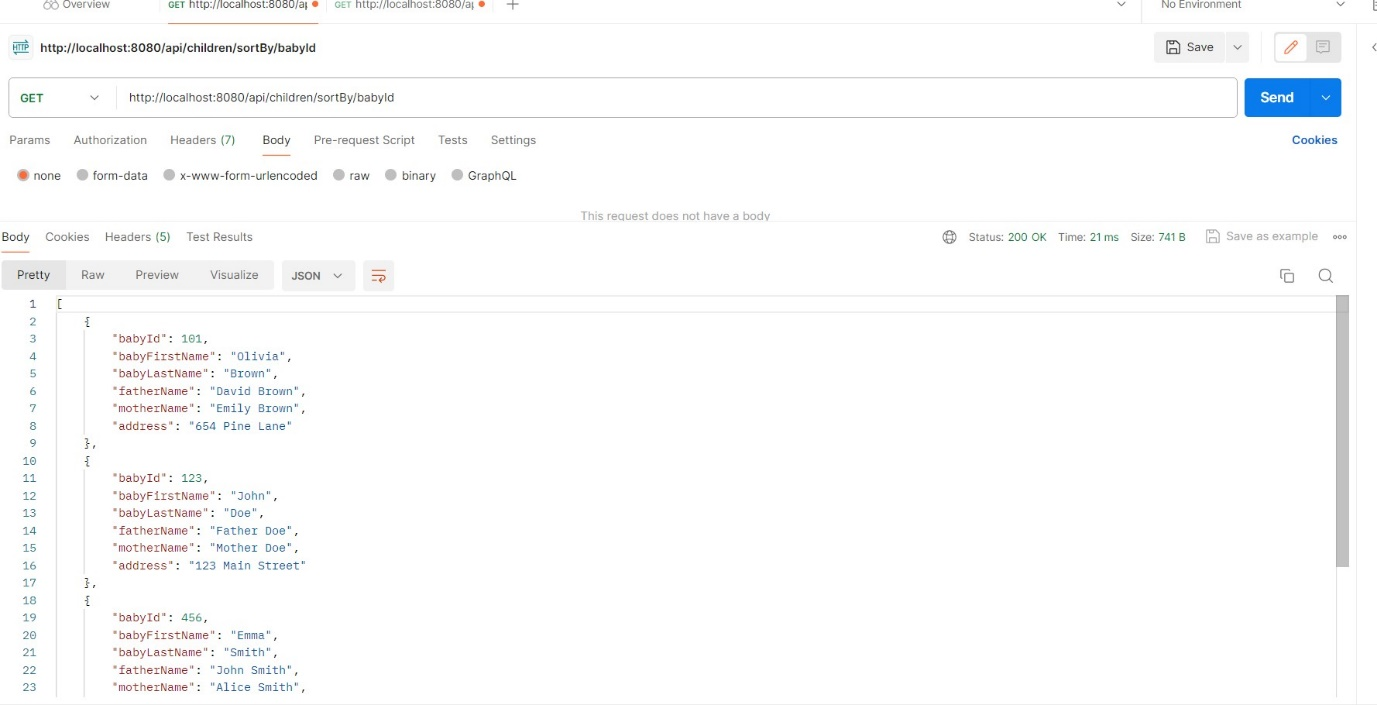 Overview
GET http://localhost:8080/a
GET http://localhost:8080/a
No Environment
HTTP http://localhost:8080/api/children/sortBy/babyId
Save
GET http://localhost:8080/api/children/sortBy/babyId
Send
Params Authorization Headers (7) Body Pre-request Script Tests Settings
Cookies
none form-data x-www-form-urlencoded raw binary GraphQL
This request does not have a body
Body Cookies Headers (5) Test Results
Status: 200 OK Time: 21 ms Size: 741 B Save as example
Pretty Raw Preview Visualize JSON
1 [
2 {
3 "babyId": 101,
4 "babyFirstName": "Olivia",
5 "babyLastName": "Brown",
6 "fatherName": "David Brown",
7 "motherName": "Emily Brown",
8 "address": "654 Pine Lane"
9 },
10 {
11 "babyId": 123,
12 "babyFirstName": "John",
13 "babyLastName": "Doe",
14 "fatherName": "Father Doe",
15 "motherName": "Mother Doe",
16 "address": "123 Main Street"
17 },
18 {
19 "babyId": 456,
20 "babyFirstName": "Emma",
21 "babyLastName": "Smith",
22 "fatherName": "John Smith",
23 "motherName": "Alice Smith",